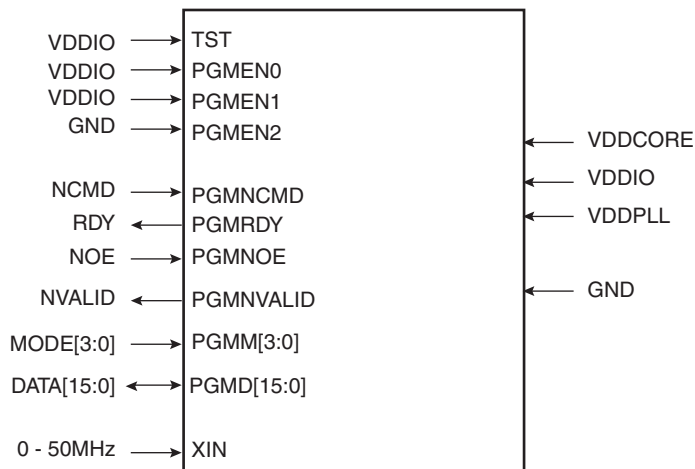 VDDIO TST
VDDIO PGMEN0
VDDIO PGMEN1
GND PGMEN2
VDDCORE
VDDIO
NCMD PGMNCMD
VDDPLL
RDY PGMRDY
NOE PGMNOE
GND
NVALID PGMNVALID
MODE[3:0] PGMM[3:0]
DATA[15:0] PGMD[15:0]
0 - 50MHz XIN